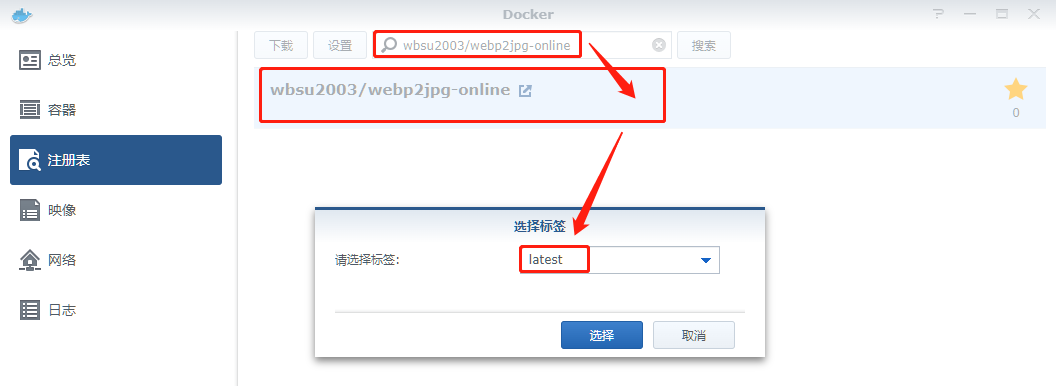 Docker
总览
容器
注册表
映像
网络
日志
下载 设置 wbsu2003/webp2jpg-online 搜索
wbsu2003/webp2jpg-online
0
选择标签
请选择标签: latest
选择 取消